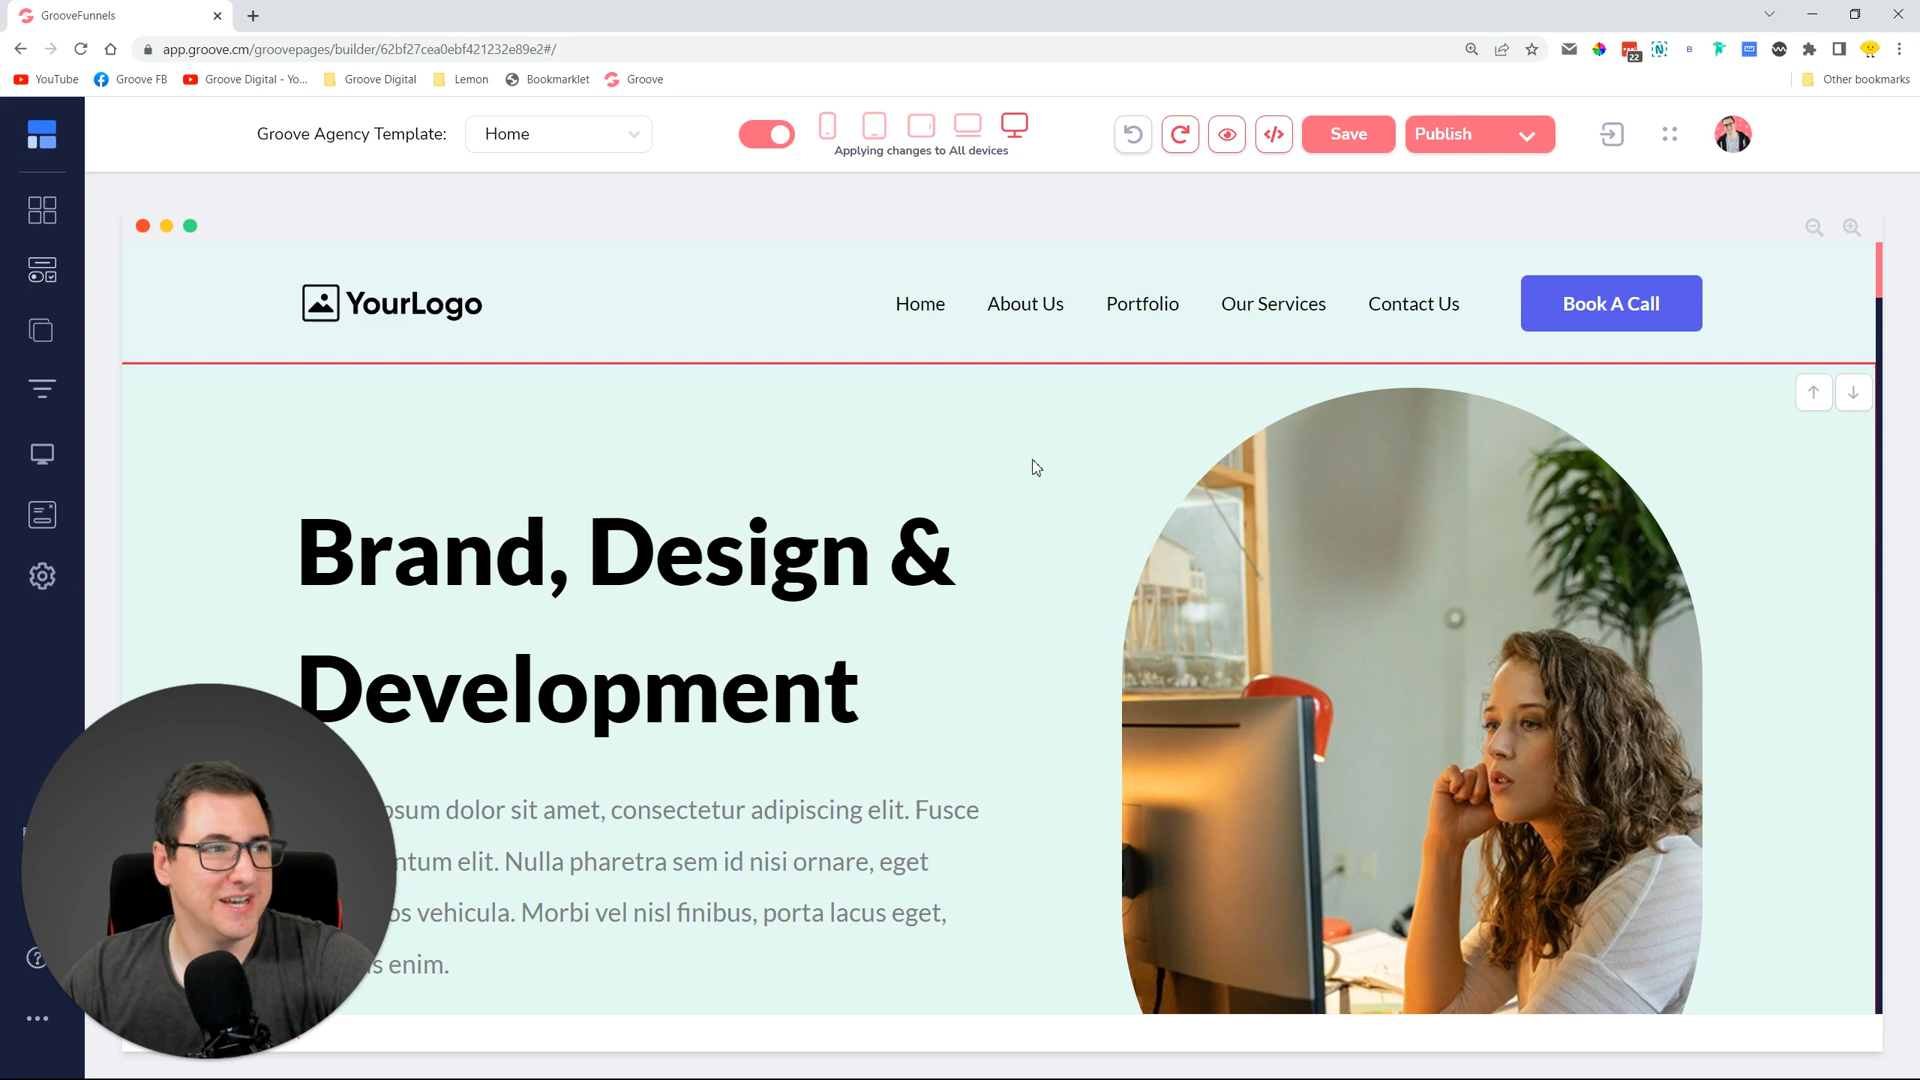 GrooveFunnels
app.groove.cm/groovepages/builder/62bf27cea0ebf421232e89e2#/
22
YouTube
Groove FB
Groove Digital - Yo...
Groove Digital
Lemon
Bookmarklet
Groove
Other bookmarks
Groove Agency Template:
Home
Applying changes to All devices
Save
Publish
YourLogo
Home
About Us
Portfolio
Our Services
Contact Us
Book A Call
Brand, Design &
Development
dolor sit amet, consectetur adipiscing elit. Fusce
elit. Nulla pharetra sem id nisi ornare, eget
vehicula. Morbi vel nisl finibus, porta lacus eget,
enim.